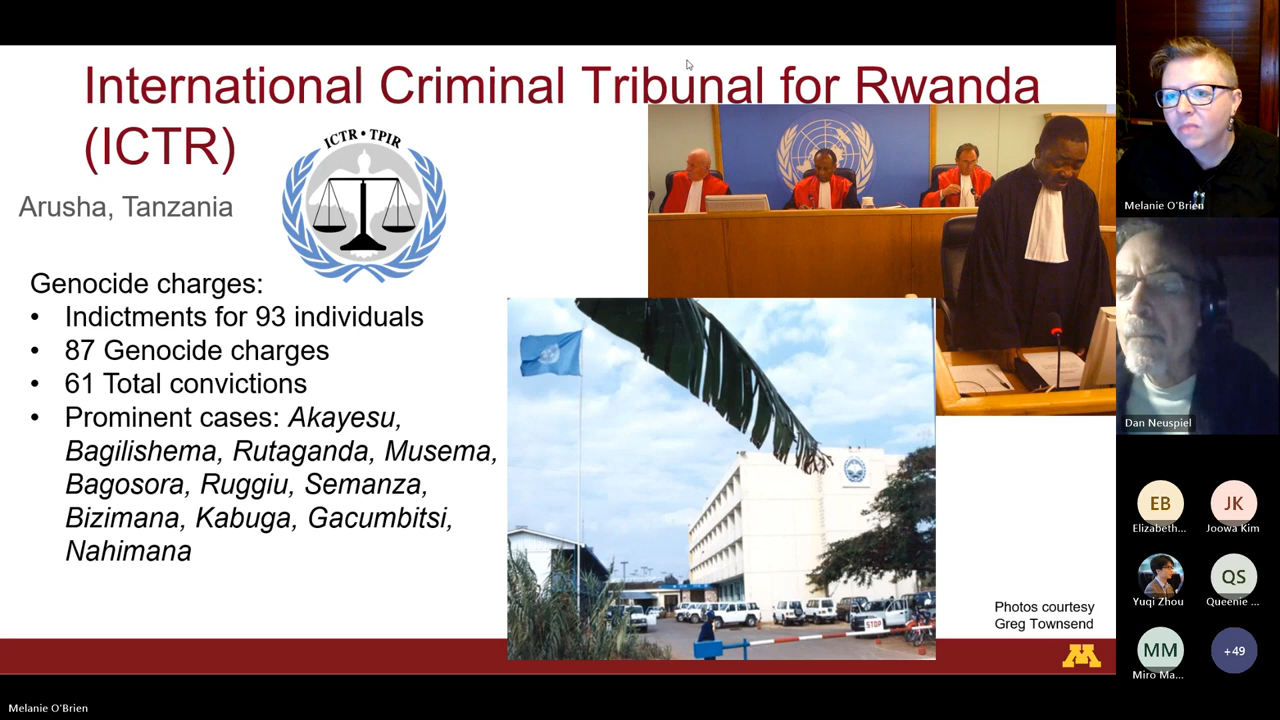 International Criminal Tribunal for Rwanda
(ICTR)
ICTR • TPIR
Arusha, Tanzania
Genocide charges:
• Indictments for 93 individuals
• 87 Genocide charges
• 61 Total convictions
• Prominent cases: Akayesu,
Bagilishema, Rutaganda, Musema,
Bagosora, Ruggiu, Semanza,
Bizimana, Kabuga, Gacumbitsi,
Nahimana
STOP
Photos courtesy
Greg Townsend
M
Melanie O'Brien
Dan Neuspiel
EB
Elizabeth...
JK
Joowa Kim
Yuqi Zhou
QS
Queenie ...
MM
Miro Ma...
+49
Melanie O'Brien